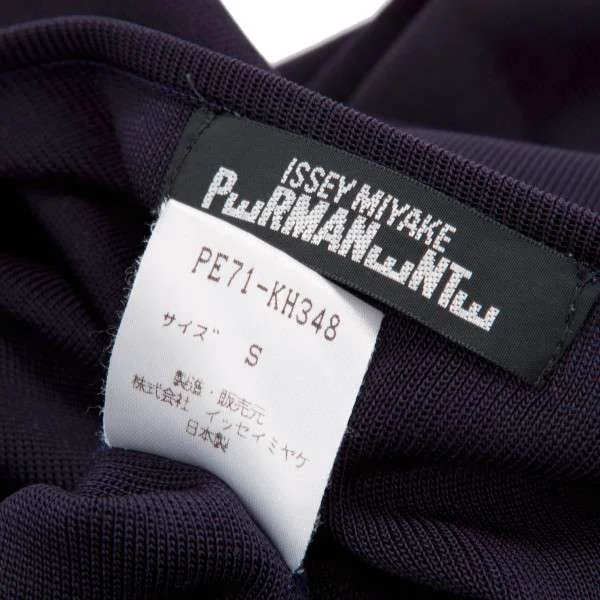 ISSEY MIYAKE
PERMANENTE
PE71-KH348
サイズ S
製造・販売元
株式会社 イッセイミヤケ
日本製